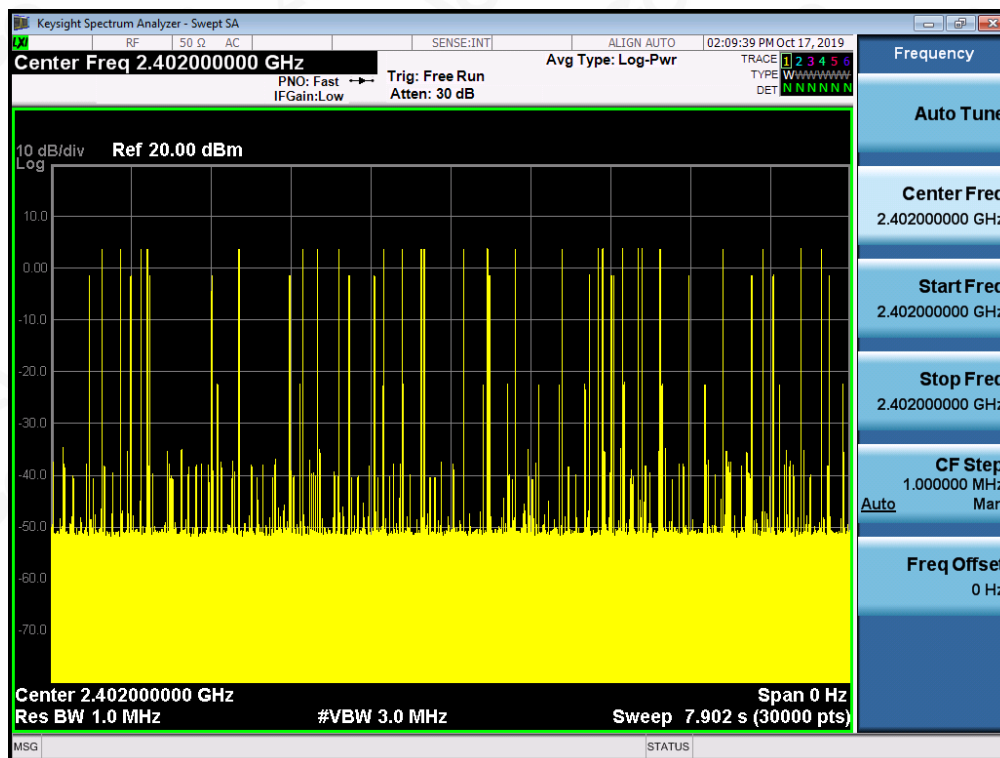 Keysight Spectrum Analyzer - Swept SA
LXI RF 50 Ω AC SENSE:INT ALIGN AUTO 02:09:39 PM Oct 17, 2019
Center Freq 2.402000000 GHz
PNO: Fast
IFGain:Low
Trig: Free Run
Atten: 30 dB
Avg Type: Log-Pwr
TRACE 1 2 3 4 5 6
TYPE WWWWWW
DET N N N N N N
10 dB/div Ref 20.00 dBm
Log
10.0
0.00
-10.0
-20.0
-30.0
-40.0
-50.0
-60.0
-70.0
Center 2.402000000 GHz Span 0 Hz
Res BW 1.0 MHz #VBW 3.0 MHz Sweep 7.902 s (30000 pts)
MSG STATUS
Frequency
Auto Tune
Center Freq
2.402000000 GHz
Start Freq
2.402000000 GHz
Stop Freq
2.402000000 GHz
CF Step
1.000000 MHz
Auto Man
Freq Offset
0 Hz